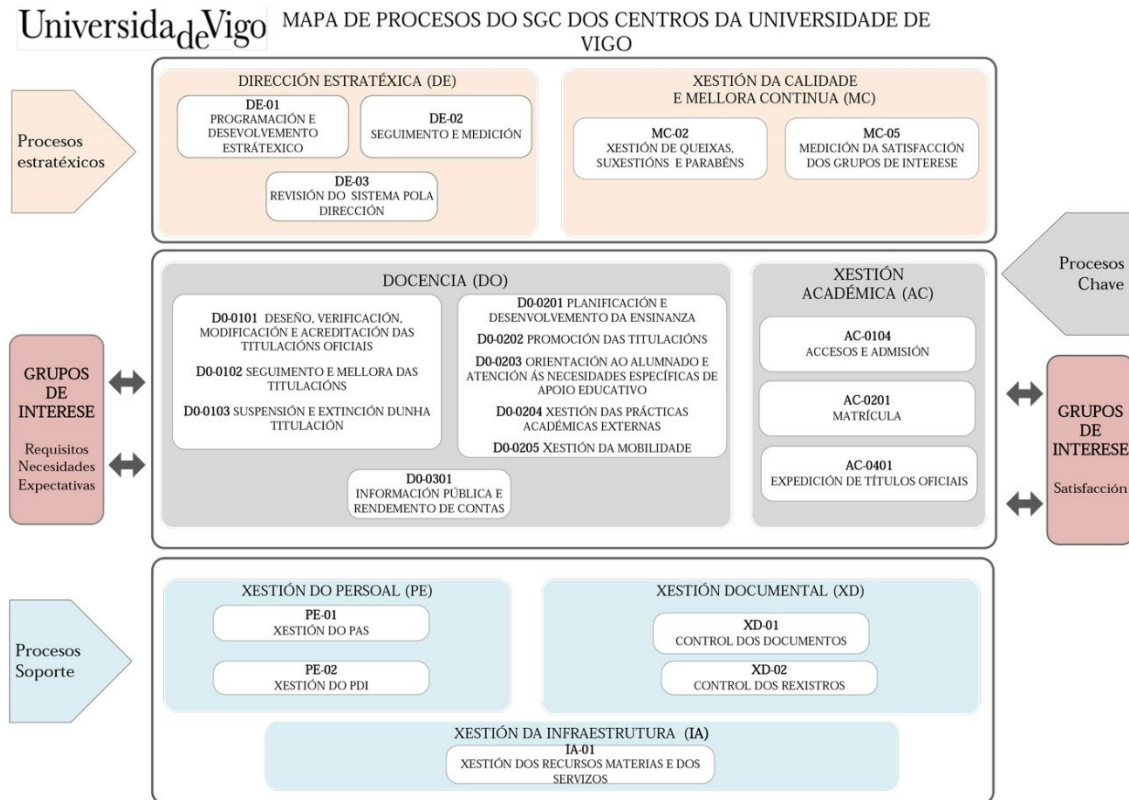 Universida de Vigo
MAPA DE PROCESOS DO SGC DOS CENTROS DA UNIVERSIDADE DE
VIGO
Procesos
estratéxicos
DIRECCIÓN ESTRATÉXICA (DE)
DE-01
PROGRAMACIÓN E
DESEVOLVEMENTO
ESTRÁTEXICO
DE-02
SEGUIMENTO E MEDICIÓN
DE-03
REVISIÓN DO SISTEMA POLA
DIRECCIÓN
XESTIÓN DA CALIDADE
E MELLORA CONTINUA (MC)
MC-02
XESTIÓN DE QUEIXAS,
SUXESTIÓNS E PARABÉNS
MC-05
MEDICIÓN DA SATISFACCIÓN
DOS GRUPOS DE INTERESE
Procesos
Chave
GRUPOS
DE
INTERESE
Requisitos
Necesidades
Expectativas
DOCENCIA (DO)
D0-0101 DESEÑO, VERIFICACIÓN,
MODIFICACIÓN E ACREDITACIÓN DAS
TITULACIÓNS OFICIAIS
D0-0102 SEGUIMENTO E MELLORA DAS
TITULACIÓNS
D0-0103 SUSPENSIÓN E EXTINCIÓN DUNHA
TITULACIÓN
D0-0201 PLANIFICACIÓN E
DESENVOLVEMENTO DA ENSINANZA
D0-0202 PROMOCIÓN DAS TITULACIÓNS
D0-0203 ORIENTACIÓN AO ALUMNADO E
ATENCIÓN ÁS NECESIDADES ESPECÍFICAS DE
APOIO EDUCATIVO
D0-0204 XESTIÓN DAS PRÁCTICAS
ACADÉMICAS EXTERNAS
D0-0205 XESTIÓN DA MOBILIDADE
D0-0301
INFORMACIÓN PÚBLICA E
RENDEMENTO DE CONTAS
XESTIÓN
ACADÉMICA (AC)
AC-0104
ACCESOS E ADMISIÓN
AC-0201
MATRÍCULA
AC-0401
EXPEDICIÓN DE TÍTULOS OFICIAIS
GRUPOS
DE
INTERESE
Satisfacción
Procesos
Soporte
XESTIÓN DO PERSOAL (PE)
PE-01
XESTIÓN DO PAS
PE-02
XESTIÓN DO PDI
XESTIÓN DOCUMENTAL (XD)
XD-01
CONTROL DOS DOCUMENTOS
XD-02
CONTROL DOS REXISTROS
XESTIÓN DA INFRAESTRUTURA (IA)
IA-01
XESTIÓN DOS RECURSOS MATERIAS E DOS
SERVIZOS